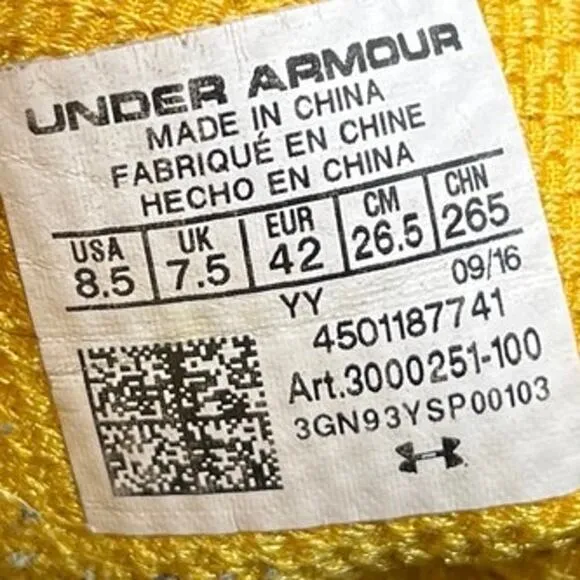 UNDER ARMOUR
MADE IN CHINA
FABRIQUÉ EN CHINE
HECHO EN CHINA
USA UK EUR CM CHN
8.5 7.5 42 26.5 265
YY 09/16
4501187741
Art.3000251-100
3GN93YSP00103